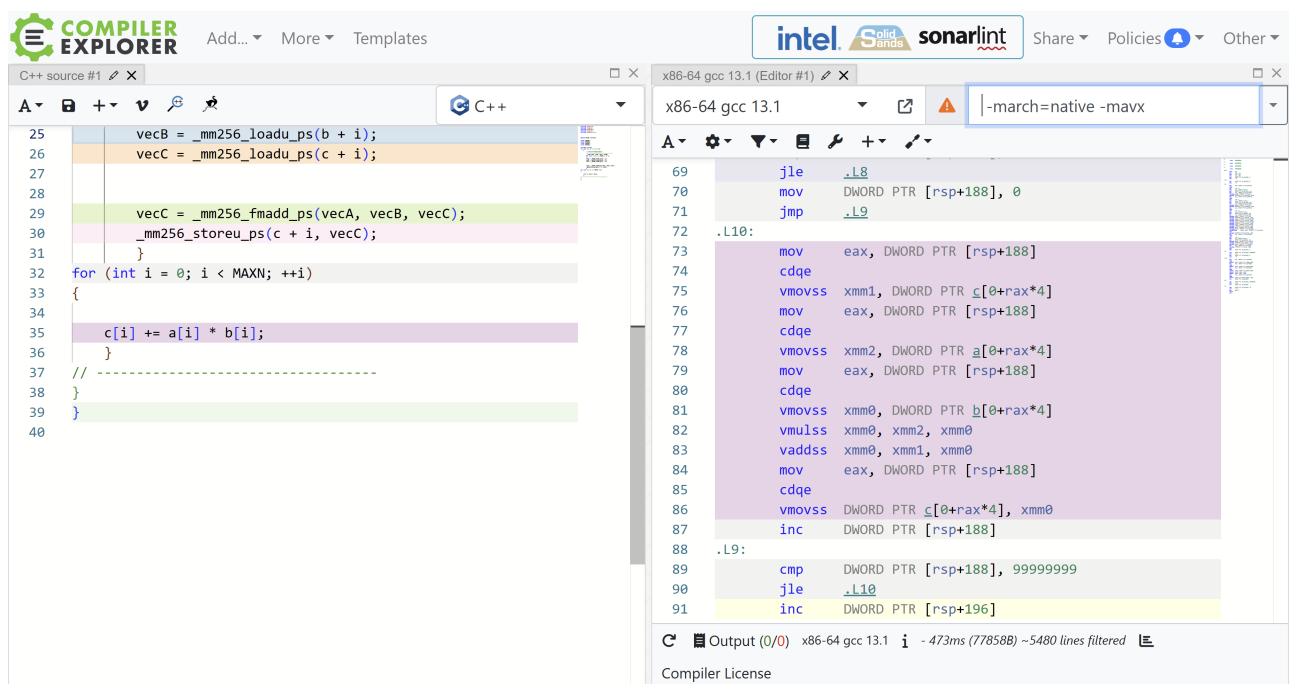 COMPILER
EXPLORER
Add...
More
Templates
intel.
Solid Sands
sonarlint
Share
Policies
Other
C++ source #1
A
C++
25 vecB = _mm256_loadu_ps(b + i);
26 vecC = _mm256_loadu_ps(c + i);
27
28
29 vecC = _mm256_fmadd_ps(vecA, vecB, vecC);
30 _mm256_storeu_ps(c + i, vecC);
31 }
32 for (int i = 0; i < MAXN; ++i)
33 {
34
35 c[i] += a[i] * b[i];
36 }
37 // -----------------------------------
38 }
39 }
40
x86-64 gcc 13.1 (Editor #1)
x86-64 gcc 13.1
-march=native -mavx
A
69 jle .L8
70 mov DWORD PTR [rsp+188], 0
71 jmp .L9
72 .L10:
73 mov eax, DWORD PTR [rsp+188]
74 cdqe
75 vmovss xmm1, DWORD PTR c[0+rax*4]
76 mov eax, DWORD PTR [rsp+188]
77 cdqe
78 vmovss xmm2, DWORD PTR a[0+rax*4]
79 mov eax, DWORD PTR [rsp+188]
80 cdqe
81 vmovss xmm0, DWORD PTR b[0+rax*4]
82 vmulss xmm0, xmm2, xmm0
83 vaddss xmm0, xmm1, xmm0
84 mov eax, DWORD PTR [rsp+188]
85 cdqe
86 vmovss DWORD PTR c[0+rax*4], xmm0
87 inc DWORD PTR [rsp+188]
88 .L9:
89 cmp DWORD PTR [rsp+188], 99999999
90 jle .L10
91 inc DWORD PTR [rsp+196]
Output (0/0) x86-64 gcc 13.1 i - 473ms (77858B) ~5480 lines filtered
Compiler License